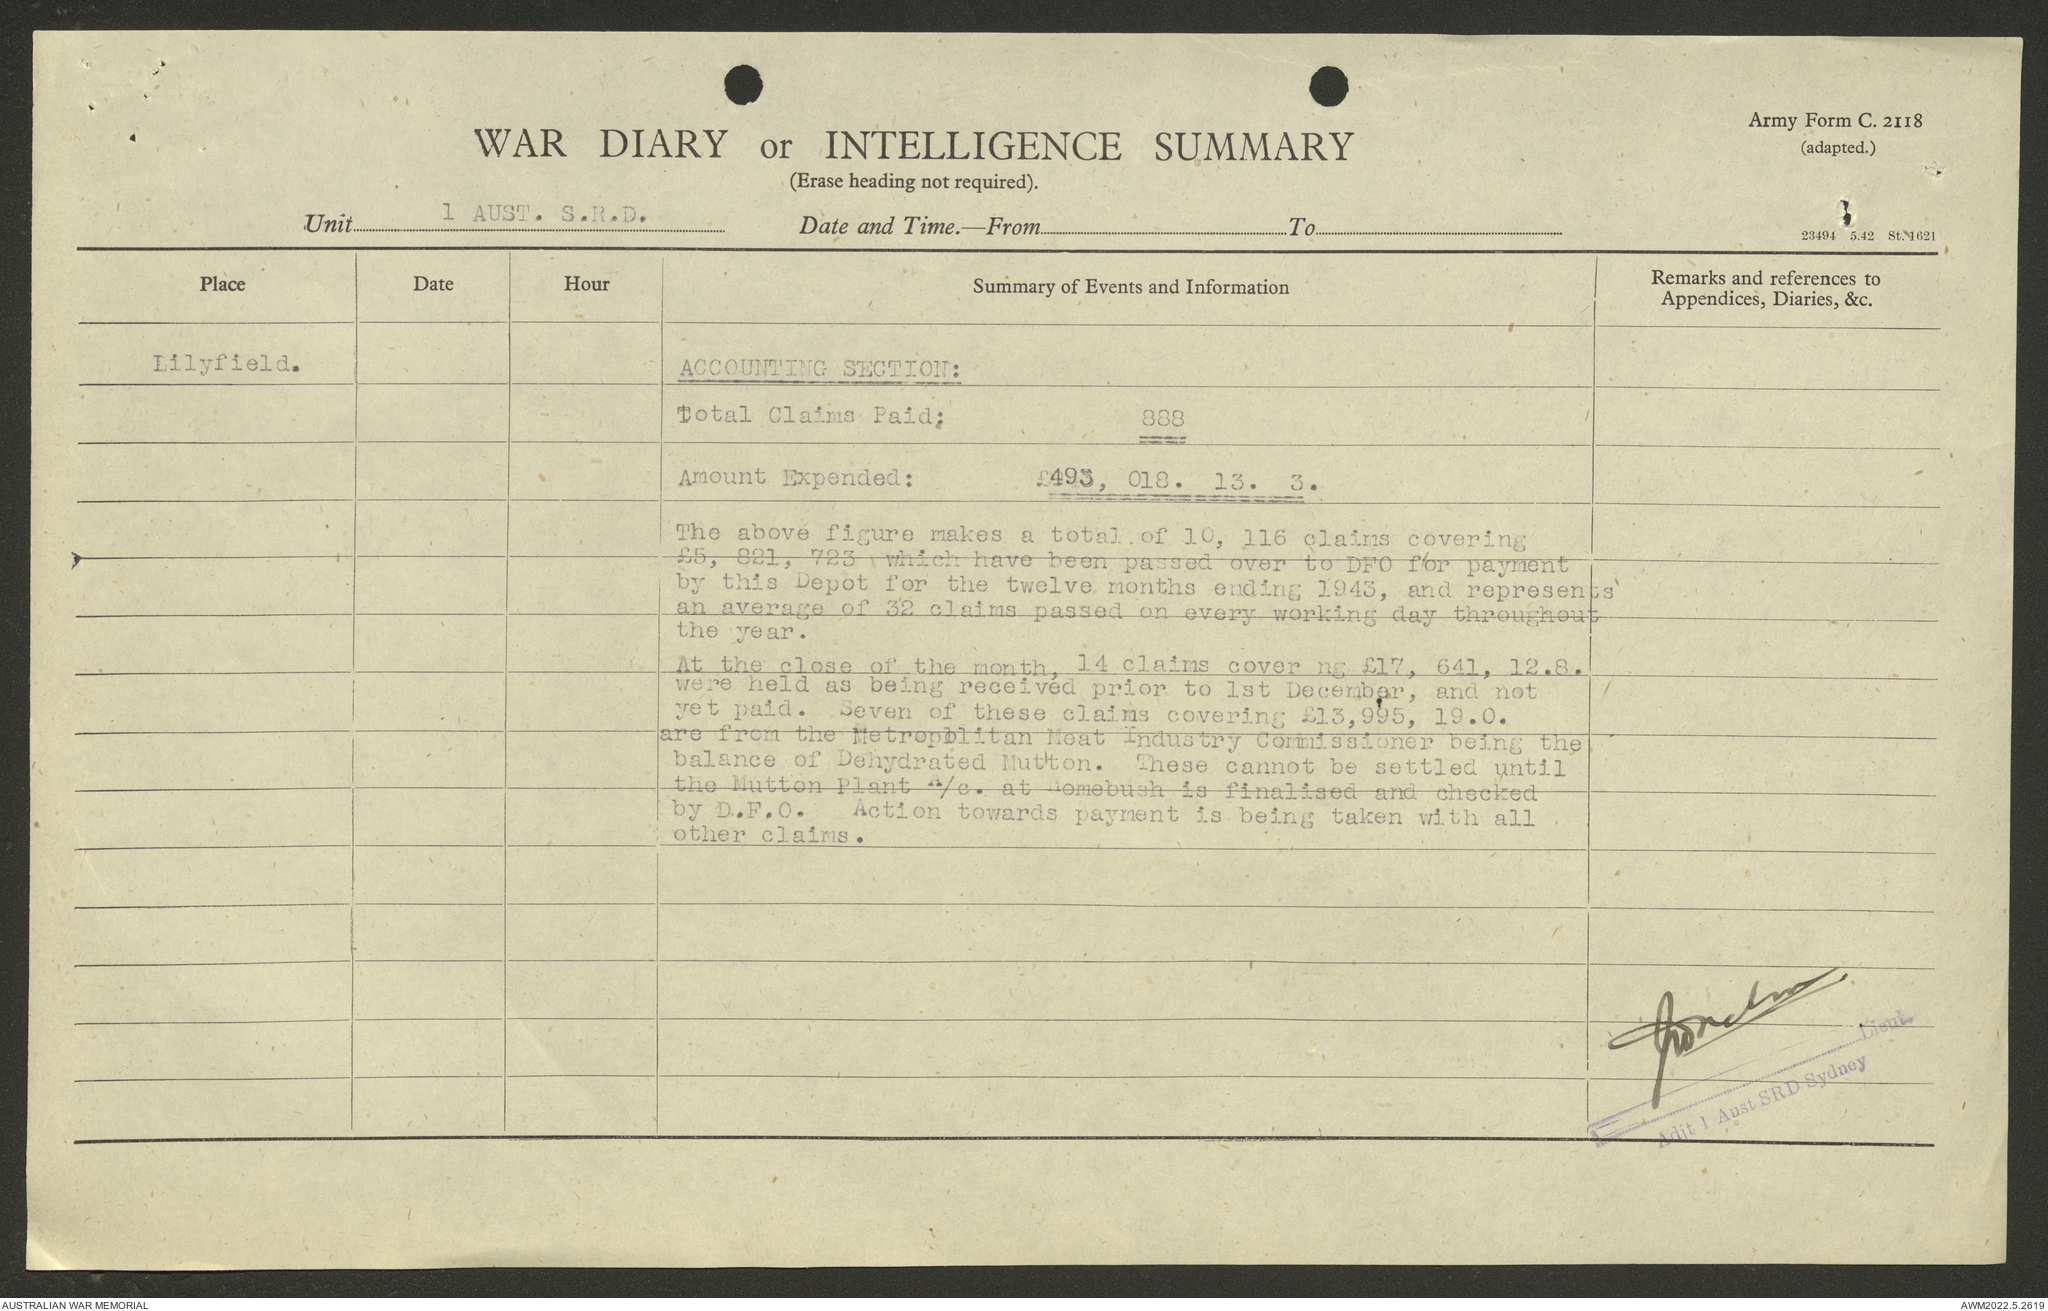 Army Form C. 2118
(adapted.)
WAR DIARY or INTELLIGENCE SUMMARY
(Erase heading not required).
Unit 1 AUST. S.R.D. Date and Time.—From To
23494 5.42 St. 1621
Place Date Hour Summary of Events and Information Remarks and references to
Appendices, Diaries, &c.
Lilyfield. ACCOUNTING SECTION:
Total Claims Paid; 888
Amount Expended: £493, 018. 13. 3.
The above figure makes a total of 10, 116 claims covering
£5, 821, 723 which have been passed over to DFO for payment
by this Depot for the twelve months ending 1943, and represents
an average of 32 claims passed on every working day throughout
the year.
At the close of the month, 14 claims cover ng £17, 641, 12.8.
were held as being received prior to 1st December, and not
yet paid. Seven of these claims covering £13,995, 19.0.
are from the Metropolitan Meat Industry Commissioner being the
balance of Dehydrated Mutton. These cannot be settled until
the Mutton Plant A/c. at Homebush is finalised and checked
by D.F.O. Action towards payment is being taken with all
other claims.
Lieut.
Adjt 1 Aust SRD Sydney
AUSTRALIAN WAR MEMORIAL
AWM2022.5.2619